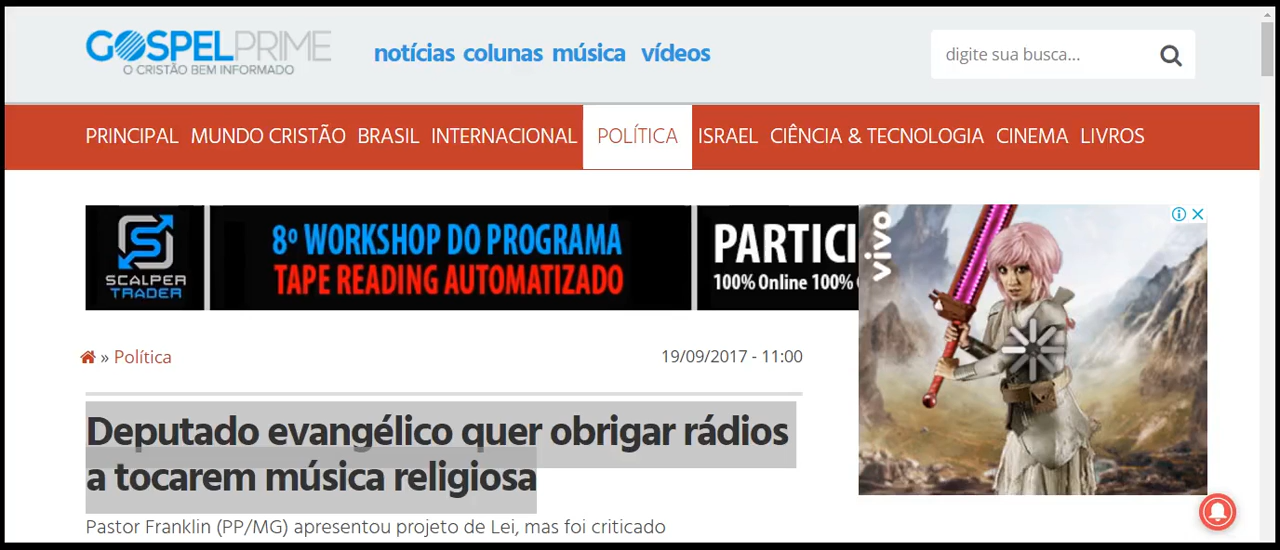 GOSPELPRIME
O CRISTÃO BEM INFORMADO
notícias colunas música vídeos
digite sua busca...
PRINCIPAL MUNDO CRISTÃO BRASIL INTERNACIONAL POLÍTICA ISRAEL CIÊNCIA & TECNOLOGIA CINEMA LIVROS
SCALPER
TRADER
8º WORKSHOP DO PROGRAMA
TAPE READING AUTOMATIZADO
PARTICI
100% Online 100%
vivo
» Política
19/09/2017 - 11:00
Deputado evangélico quer obrigar rádios
a tocarem música religiosa
Pastor Franklin (PP/MG) apresentou projeto de Lei, mas foi criticado